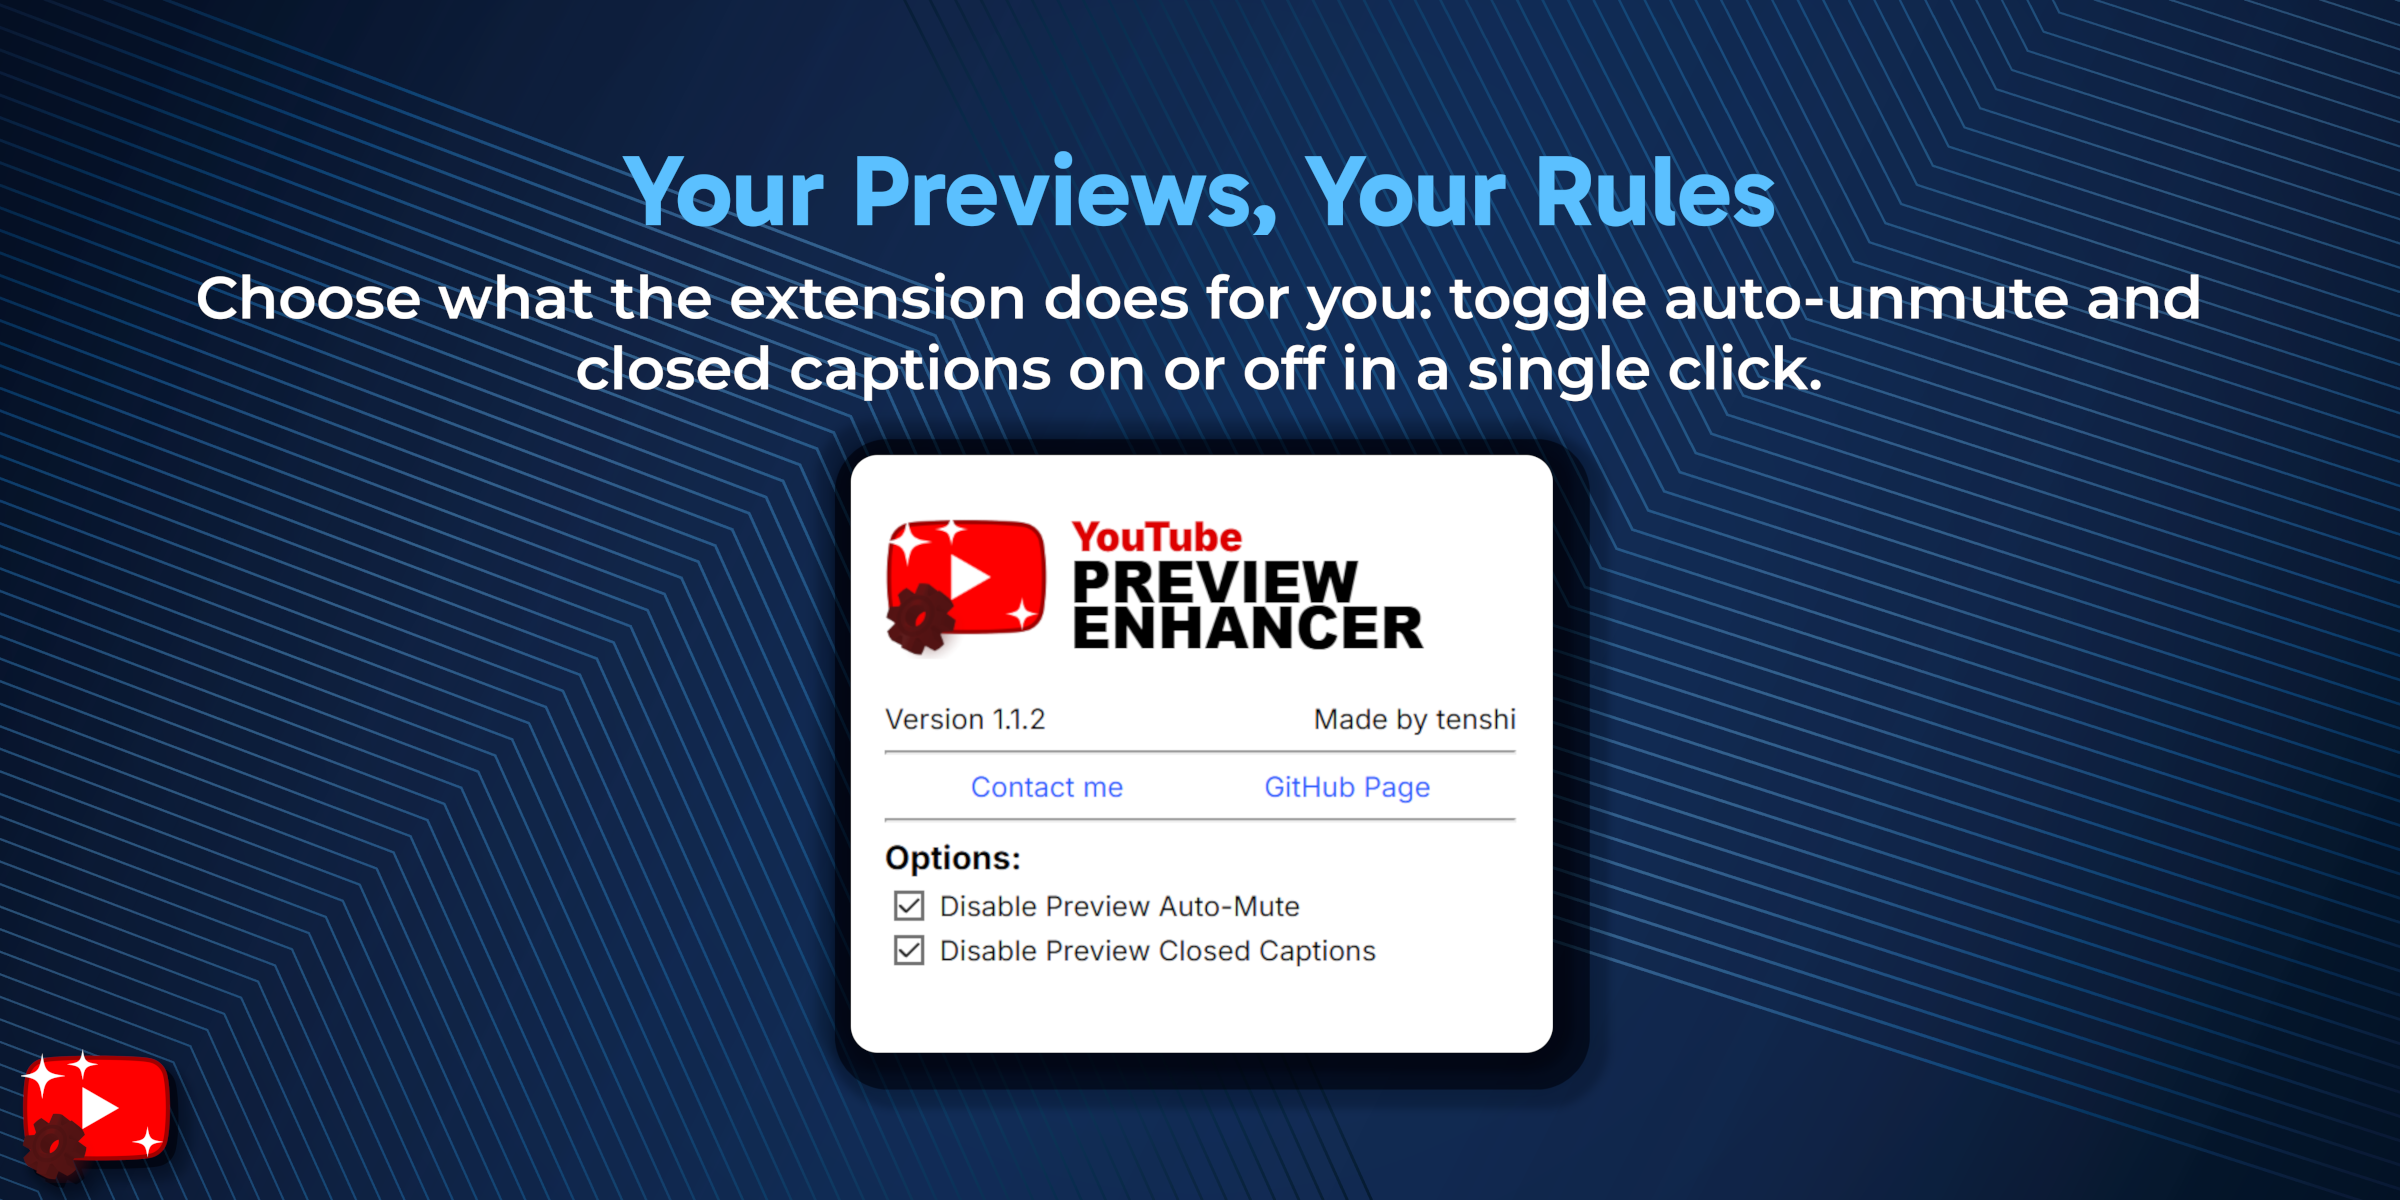 Your Previews, Your Rules
Choose what the extension does for you: toggle auto-unmute and
closed captions on or off in a single click.
YouTube
PREVIEW
ENHANCER
Version 1.1.2
Made by tenshi
Contact me
GitHub Page
Options:
Disable Preview Auto-Mute
Disable Preview Closed Captions